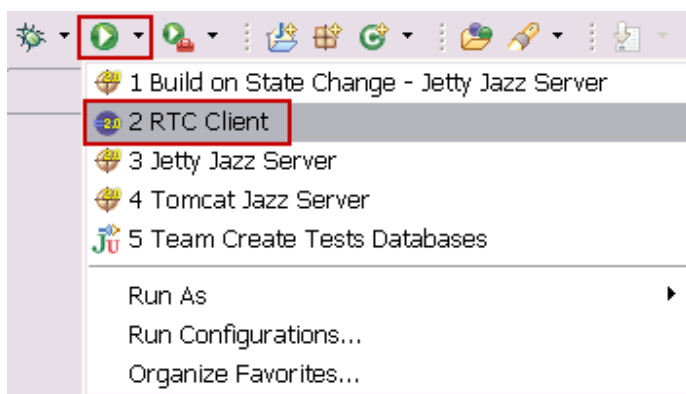 1 Build on State Change - Jetty Jazz Server
2 RTC Client
3 Jetty Jazz Server
4 Tomcat Jazz Server
5 Team Create Tests Databases
Run As
Run Configurations...
Organize Favorites...